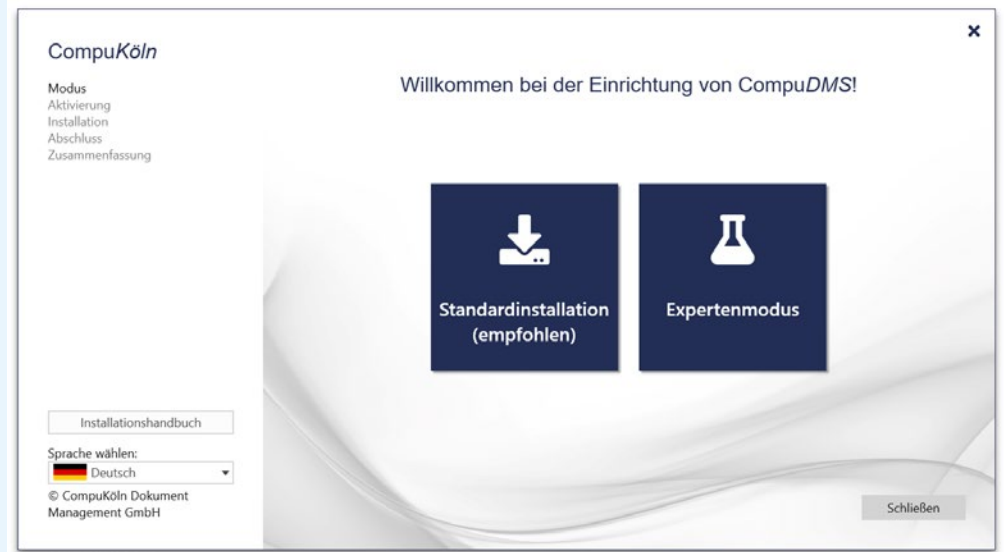 CompuKöln
Modus
Aktivierung
Installation
Abschluss
Zusammenfassung
Installationshandbuch
Sprache wählen:
Deutsch
© CompuKöln Dokument
Management GmbH
Willkommen bei der Einrichtung von CompuDMS!
Standardinstallation
(empfohlen)
Expertenmodus
Schließen